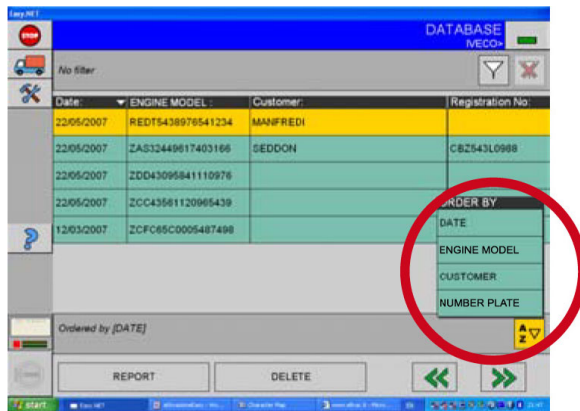 Easy.NET
STOP
DATABASE
IVECO>
No filter
Date: ENGINE MODEL : Customer: Registration No:
22/05/2007 REDT5438976541234 MANFREDI
22/05/2007 ZAS32449617403166 SEDDON CBZ543L0988
22/05/2007 ZDD43095841110976
22/05/2007 ZCC43561120965439
12/03/2007 ZCFC65C0005487498
ORDER BY
DATE
ENGINE MODEL
CUSTOMER
NUMBER PLATE
Ordered by [DATE]
A
Z
REPORT DELETE
start Easy.NET Character Map